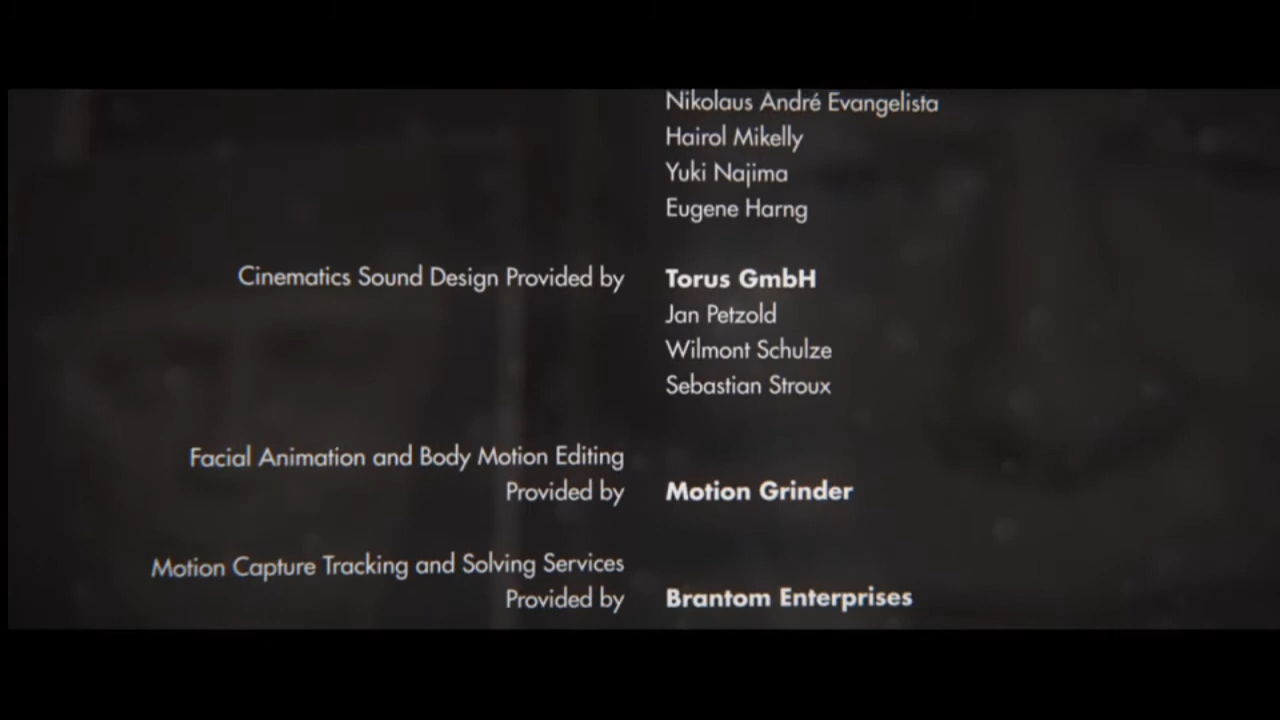 Nikolaus André Evangelista
Hairol Mikelly
Yuki Najima
Eugene Harng
Cinematics Sound Design Provided by Torus GmbH
Jan Petzold
Wilmont Schulze
Sebastian Stroux
Facial Animation and Body Motion Editing
Provided by Motion Grinder
Motion Capture Tracking and Solving Services
Provided by Brantom Enterprises